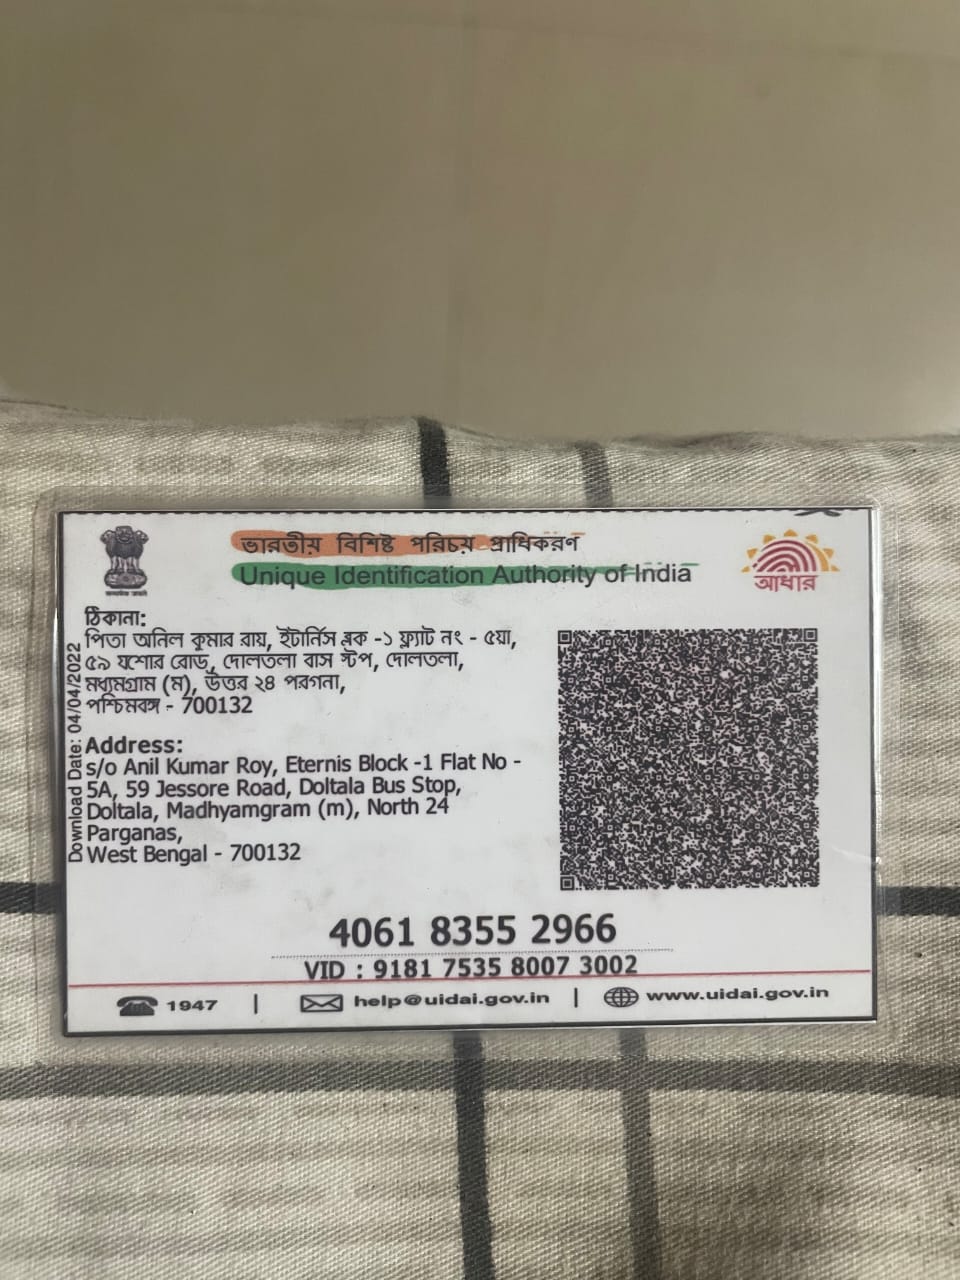 ভারতীয় বিশিষ্ট পরিচয় প্রাধিকরণ
Unique Identification Authority of India
আধার
ঠিকানা:
পিতা অনিল কুমার রায়, ইটার্নিস ব্লক -১ ফ্ল্যাট নং - ৫য়া,
৫৯ যশোর রোড, দোলতলা বাস স্টপ, দোলতলা,
মধ্যমগ্রাম (ম), উত্তর ২৪ পরগনা,
পশ্চিমবঙ্গ - 700132
Address:
s/o Anil Kumar Roy, Eternis Block -1 Flat No -
5A, 59 Jessore Road, Doltala Bus Stop,
Doltala, Madhyamgram (m), North 24
Parganas,
West Bengal - 700132
Download Date: 04/04/2022
4061 8355 2966
VID : 9181 7535 8007 3002
1947 | help@uidai.gov.in | www.uidai.gov.in